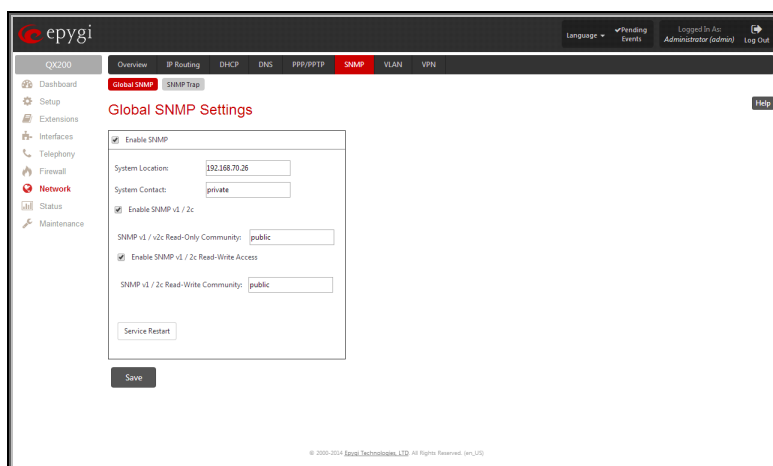 epygi
Language
Pending Events
Logged In As:
Administrator (admin)
Log Out
QX200
Overview IP Routing DHCP DNS PPP/PPTP SNMP VLAN VPN
Dashboard
Setup
Extensions
Interfaces
Telephony
Firewall
Network
Status
Maintenance
Global SNMP SNMP Trap
Help
Global SNMP Settings
Enable SNMP
System Location: 192.168.70.26
System Contact: private
Enable SNMP v1 / 2c
SNMP v1 / v2c Read-Only Community: public
Enable SNMP v1 / 2c Read-Write Access
SNMP v1 / 2c Read-Write Community: public
Service Restart
Save
© 2000-2014 Epygi Technologies, LTD. All Rights Reserved. (en_US)